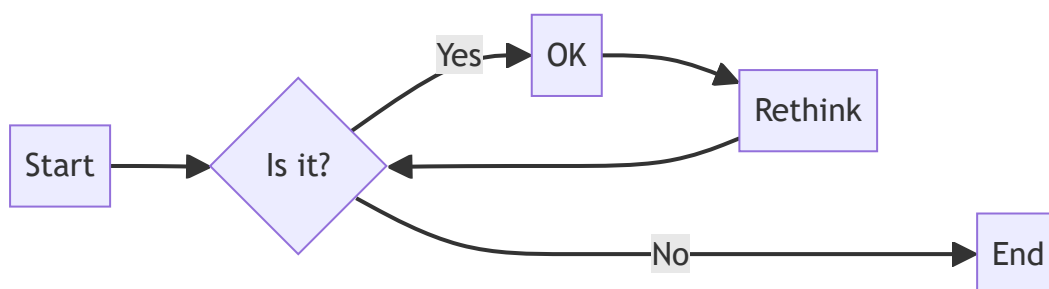 Start
Is it?
Yes
OK
Rethink
No
End